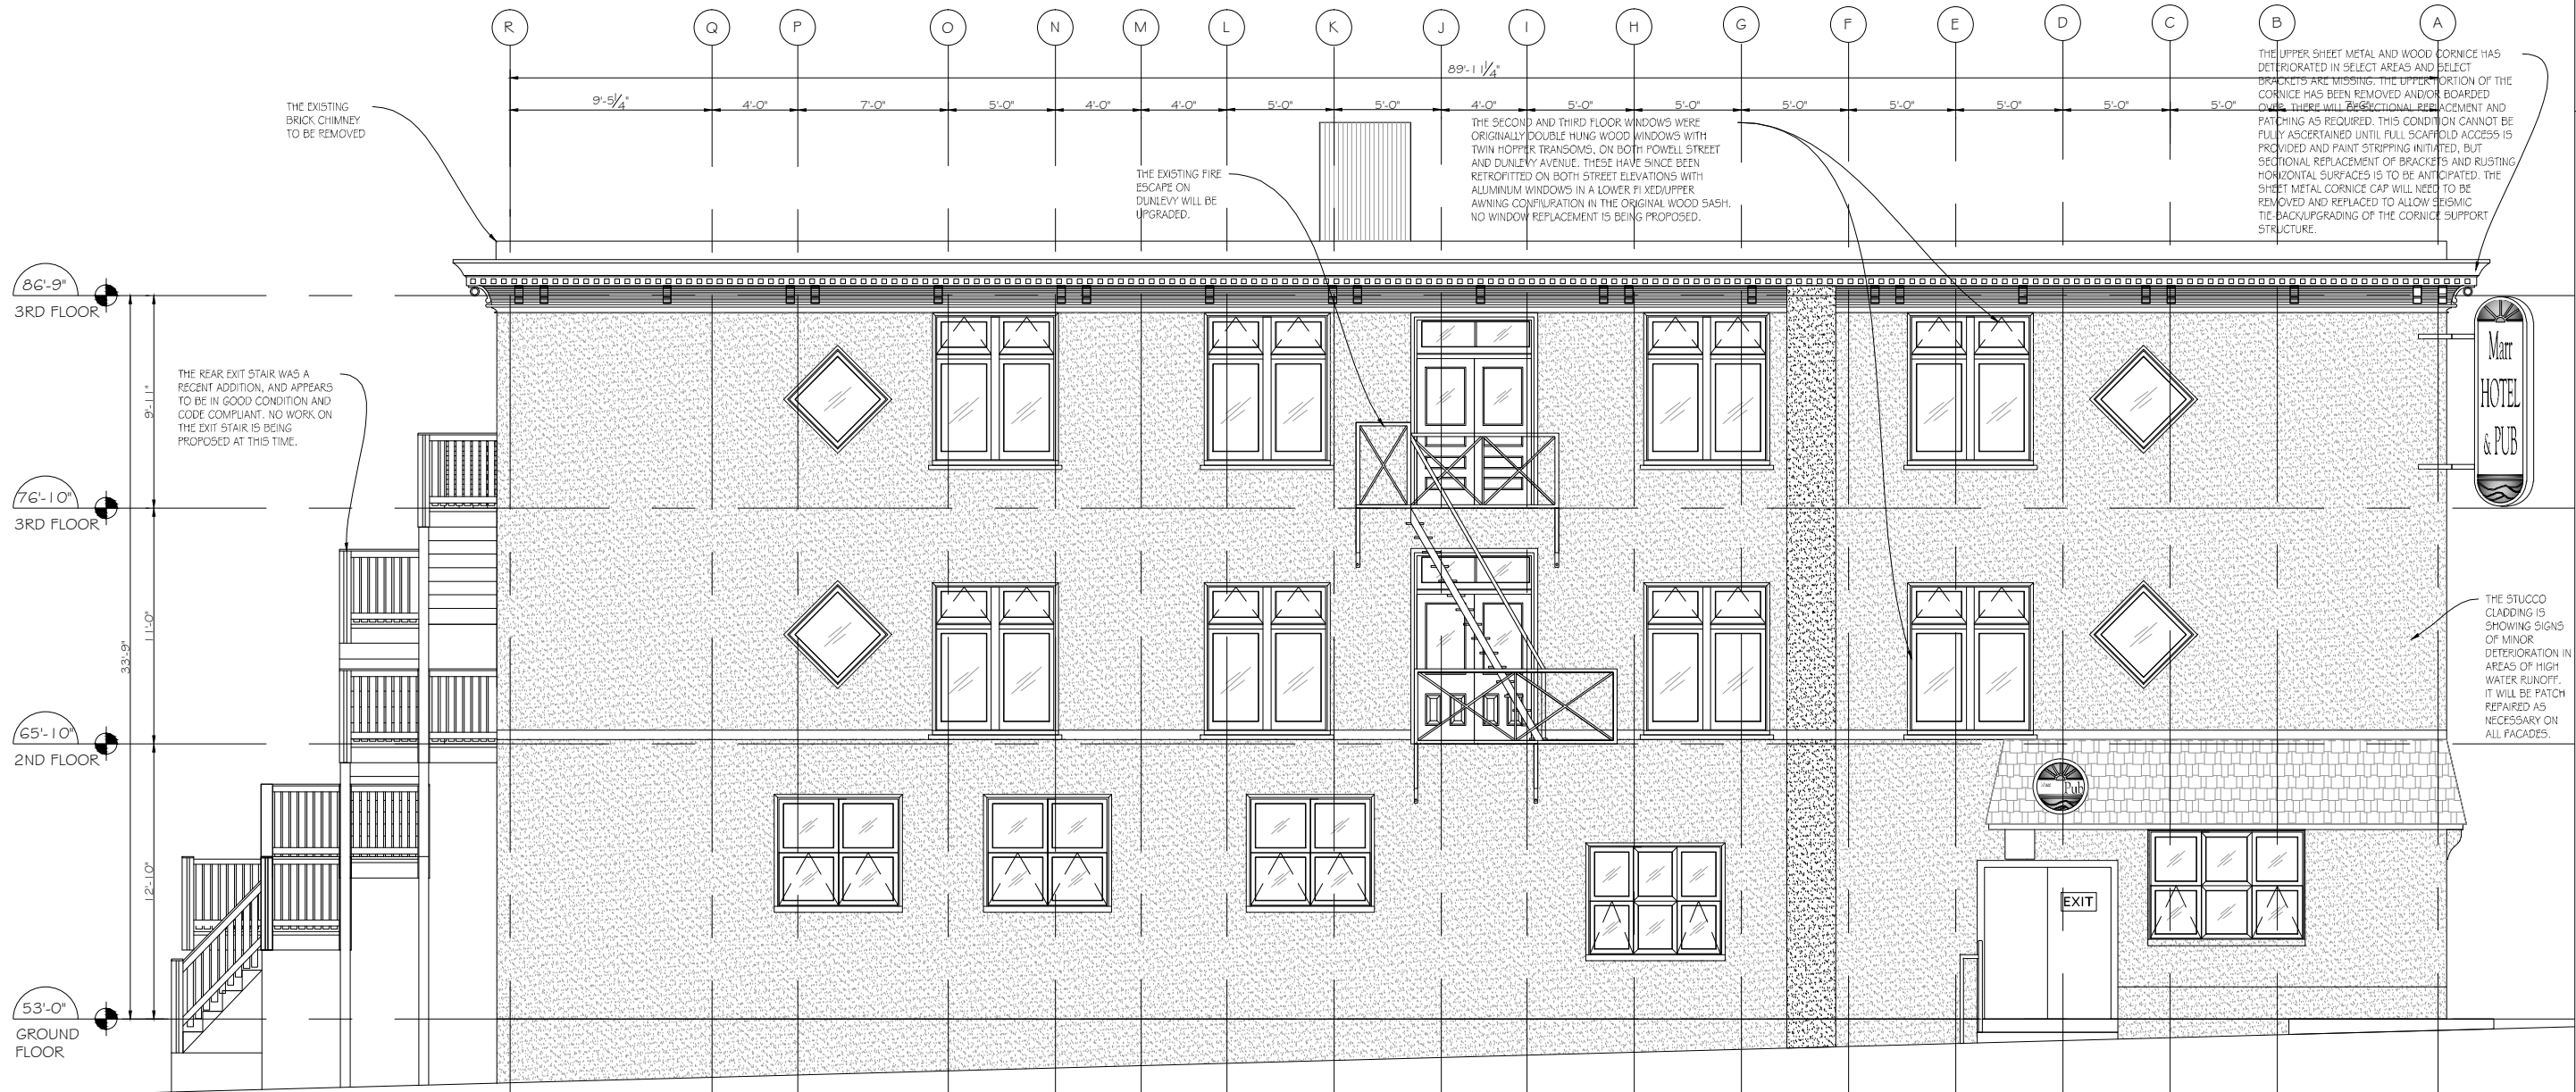 R Q P O N M L K J I H G F E D C B A
89'-11 1/4"
9'-5 1/4" 4'-0" 7'-0" 5'-0" 4'-0" 4'-0" 5'-0" 5'-0" 4'-0" 5'-0" 5'-0" 5'-0" 5'-0" 5'-0" 5'-0" 7'-6"
THE EXISTING
BRICK CHIMNEY
TO BE REMOVED
THE EXISTING FIRE
ESCAPE ON
DUNLEVY WILL BE
UPGRADED.
THE SECOND AND THIRD FLOOR WINDOWS WERE
ORIGINALLY DOUBLE HUNG WOOD WINDOWS WITH
TWIN HOPPER TRANSOMS, ON BOTH POWELL STREET
AND DUNLEVY AVENUE. THESE HAVE SINCE BEEN
RETROFITTED ON BOTH STREET ELEVATIONS WITH
ALUMINUM WINDOWS IN A LOWER FI XED/UPPER
AWNING CONFIURATION IN THE ORIGINAL WOOD SASH.
NO WINDOW REPLACEMENT IS BEING PROPOSED.
THE UPPER SHEET METAL AND WOOD CORNICE HAS
DETERIORATED IN SELECT AREAS AND SELECT
BRACKETS ARE MISSING. THE UPPER PORTION OF THE
CORNICE HAS BEEN REMOVED AND/OR BOARDED
OVER. THERE WILL BE SECTIONAL REPLACEMENT AND
PATCHING AS REQUIRED. THIS CONDITION CANNOT BE
FULLY ASCERTAINED UNTIL FULL SCAFFOLD ACCESS IS
PROVIDED AND PAINT STRIPPING INITIATED, BUT
SECTIONAL REPLACEMENT OF BRACKETS AND RUSTING
HORIZONTAL SURFACES IS TO BE ANTICIPATED. THE
SHEET METAL CORNICE CAP WILL NEED TO BE
REMOVED AND REPLACED TO ALLOW SEISMIC
TIE-BACK/UPGRADING OF THE CORNICE SUPPORT
STRUCTURE.
86'-9"
3RD FLOOR
9'-11"
THE REAR EXIT STAIR WAS A
RECENT ADDITION, AND APPEARS
TO BE IN GOOD CONDITION AND
CODE COMPLIANT. NO WORK ON
THE EXIT STAIR IS BEING
PROPOSED AT THIS TIME.
Marr
HOTEL
& PUB
76'-10"
3RD FLOOR
11'-0"
33'-9"
THE STUCCO
CLADDING IS
SHOWING SIGNS
OF MINOR
DETERIORATION IN
AREAS OF HIGH
WATER RUNOFF.
IT WILL BE PATCH
REPAIRED AS
NECESSARY ON
ALL FACADES.
65'-10"
2ND FLOOR
12'-10"
Pub
EXIT
53'-0"
GROUND
FLOOR